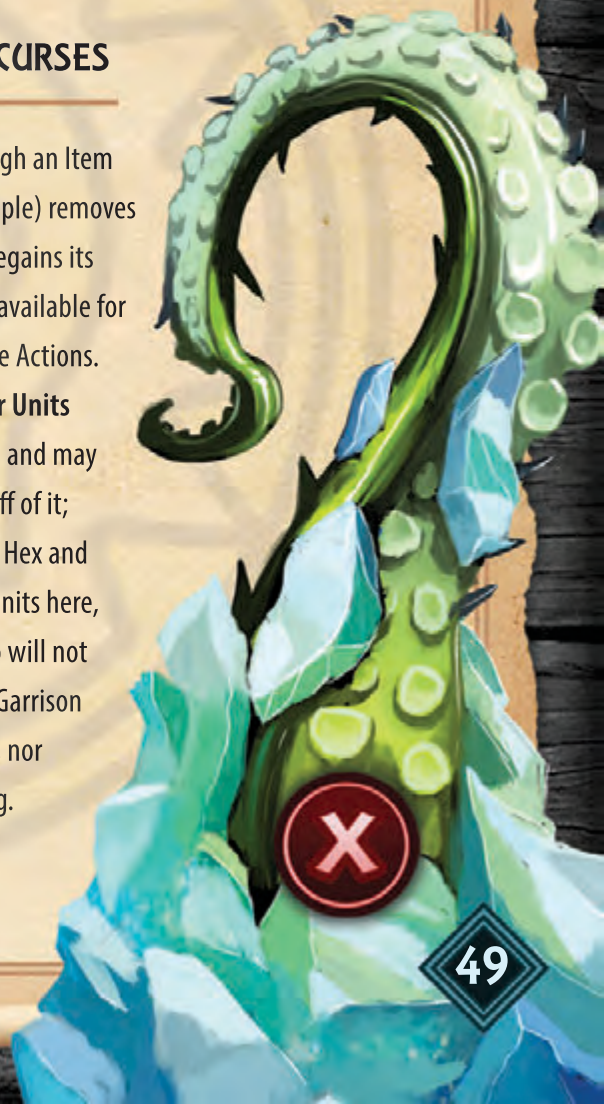 CURSES
gh an Item
ple) removes
egains its
available for
e Actions.
r Units
and may
ff of it;
Hex and
nits here,
o will not
Garrison
nor
g.
X
49